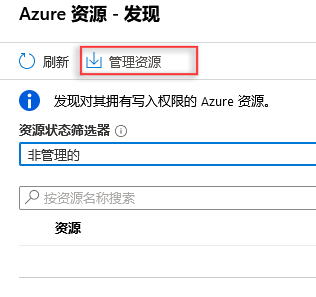 Azure 资源 - 发现
刷新 管理资源
发现对其拥有写入权限的 Azure 资源。
资源状态筛选器
非管理的
按资源名称搜索
资源